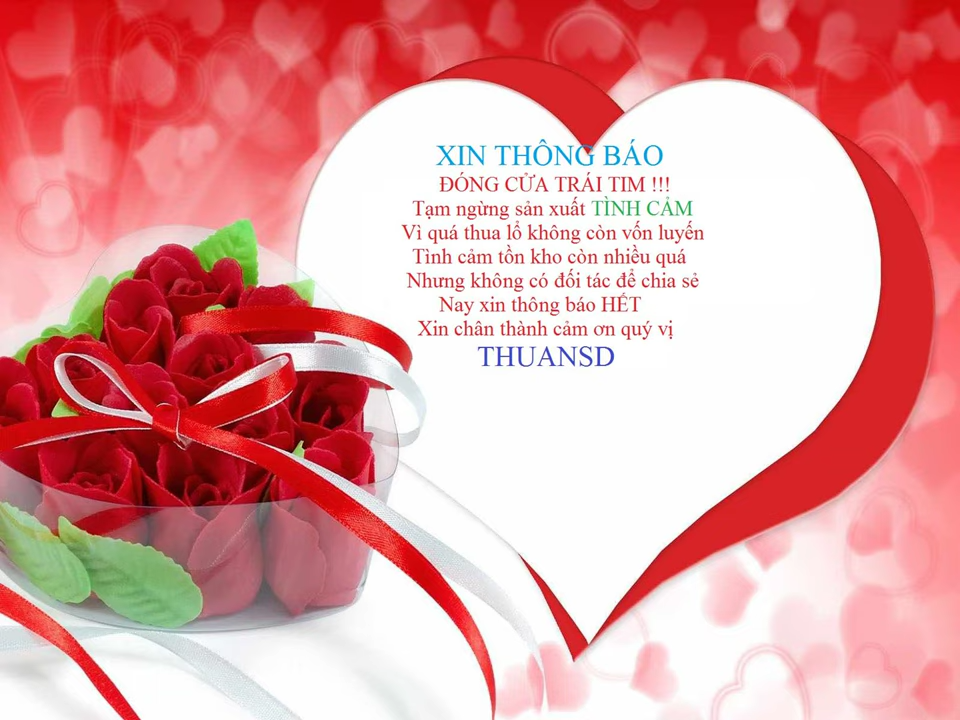 XIN THÔNG BÁO
ĐÓNG CỬA TRÁI TIM !!!
Tạm ngừng sản xuất TÌNH CẢM
Vì quá thua lổ không còn vốn luyến
Tình cảm tồn kho còn nhiều quá
Nhưng không có đối tác để chia sẻ
Nay xin thông báo HẾT
Xin chân thành cảm ơn quý vị
THUANSD